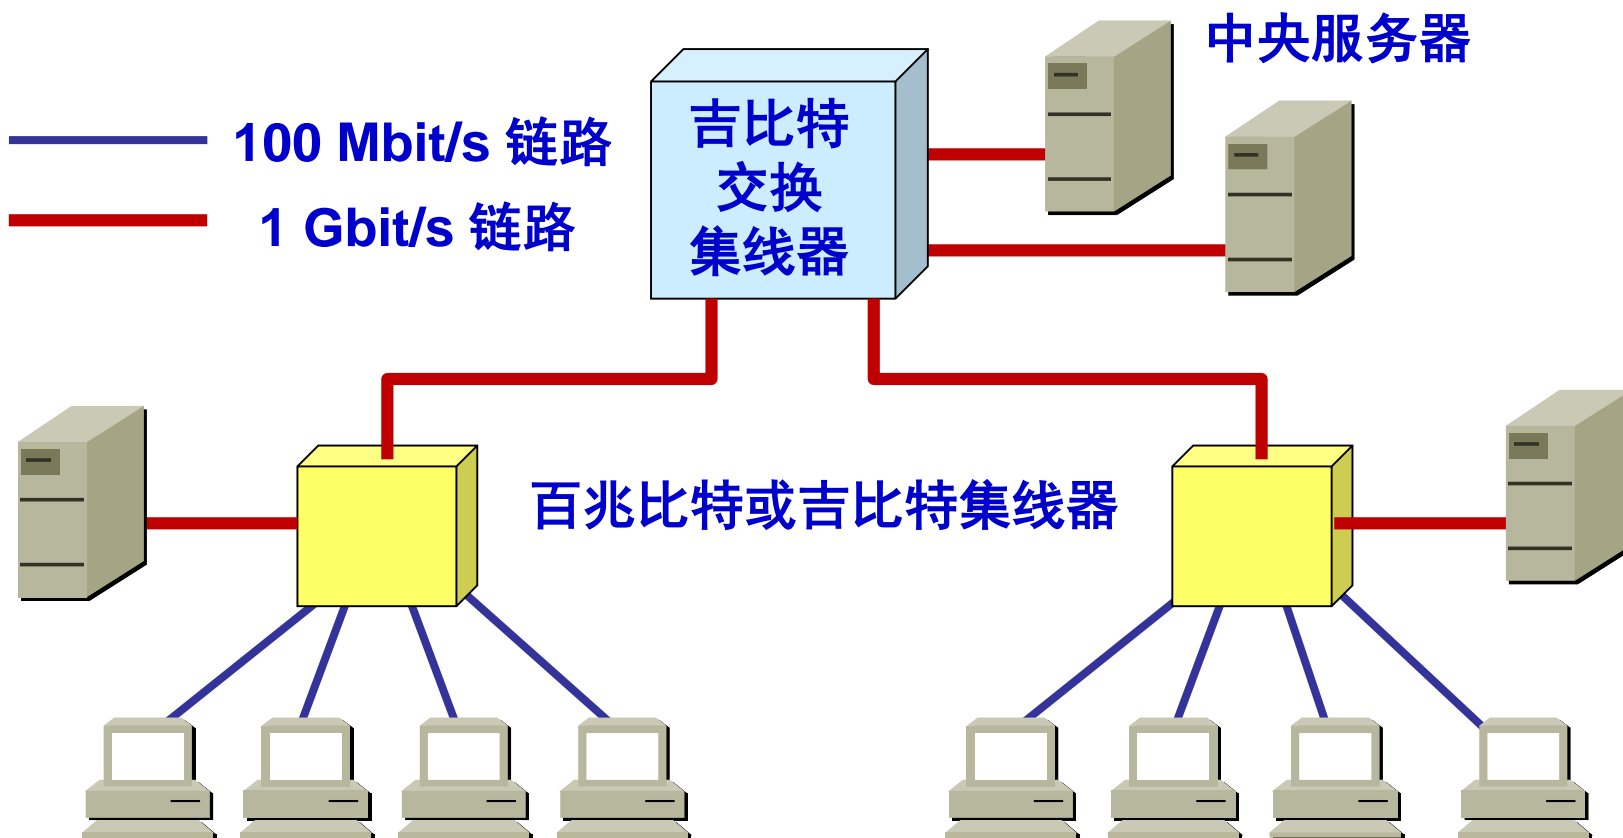 中央服务器
吉比特
交换
集线器
100 Mbit/s 链路
1 Gbit/s 链路
百兆比特或吉比特集线器